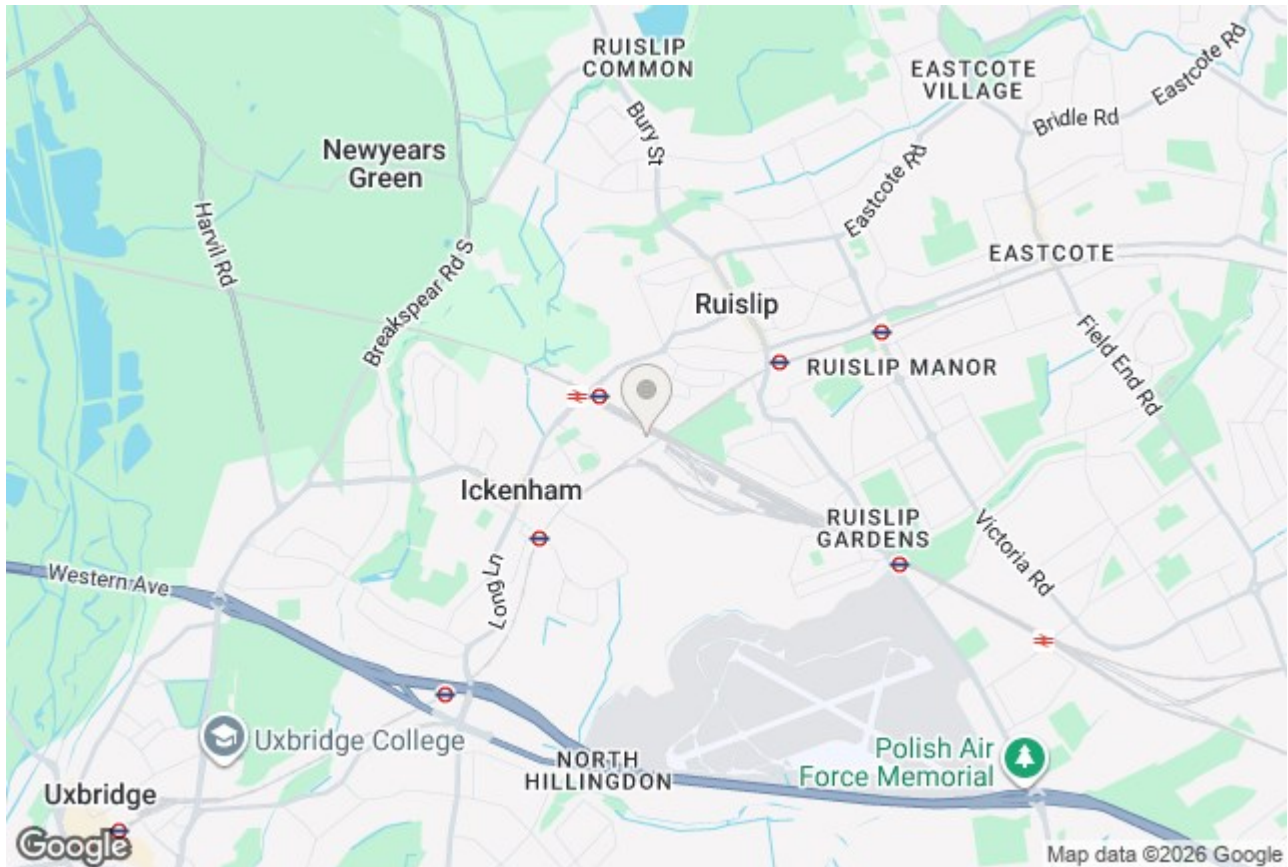 RUISLIP
COMMON
EASTCOTE
VILLAGE
Eastcote Rd
Bridle Rd
Bury St
Newyears
Green
Eastcote Rd
Harvil Rd
Breakspear Rd S
EASTCOTE
Ruislip
Field End Rd
RUISLIP MANOR
Ickenham
RUISLIP
GARDENS
Victoria Rd
Western Ave
Long Ln
Uxbridge College
NORTH
HILLINGDON
Polish Air
Force Memorial
Uxbridge
Google
Map data ©2026 Google